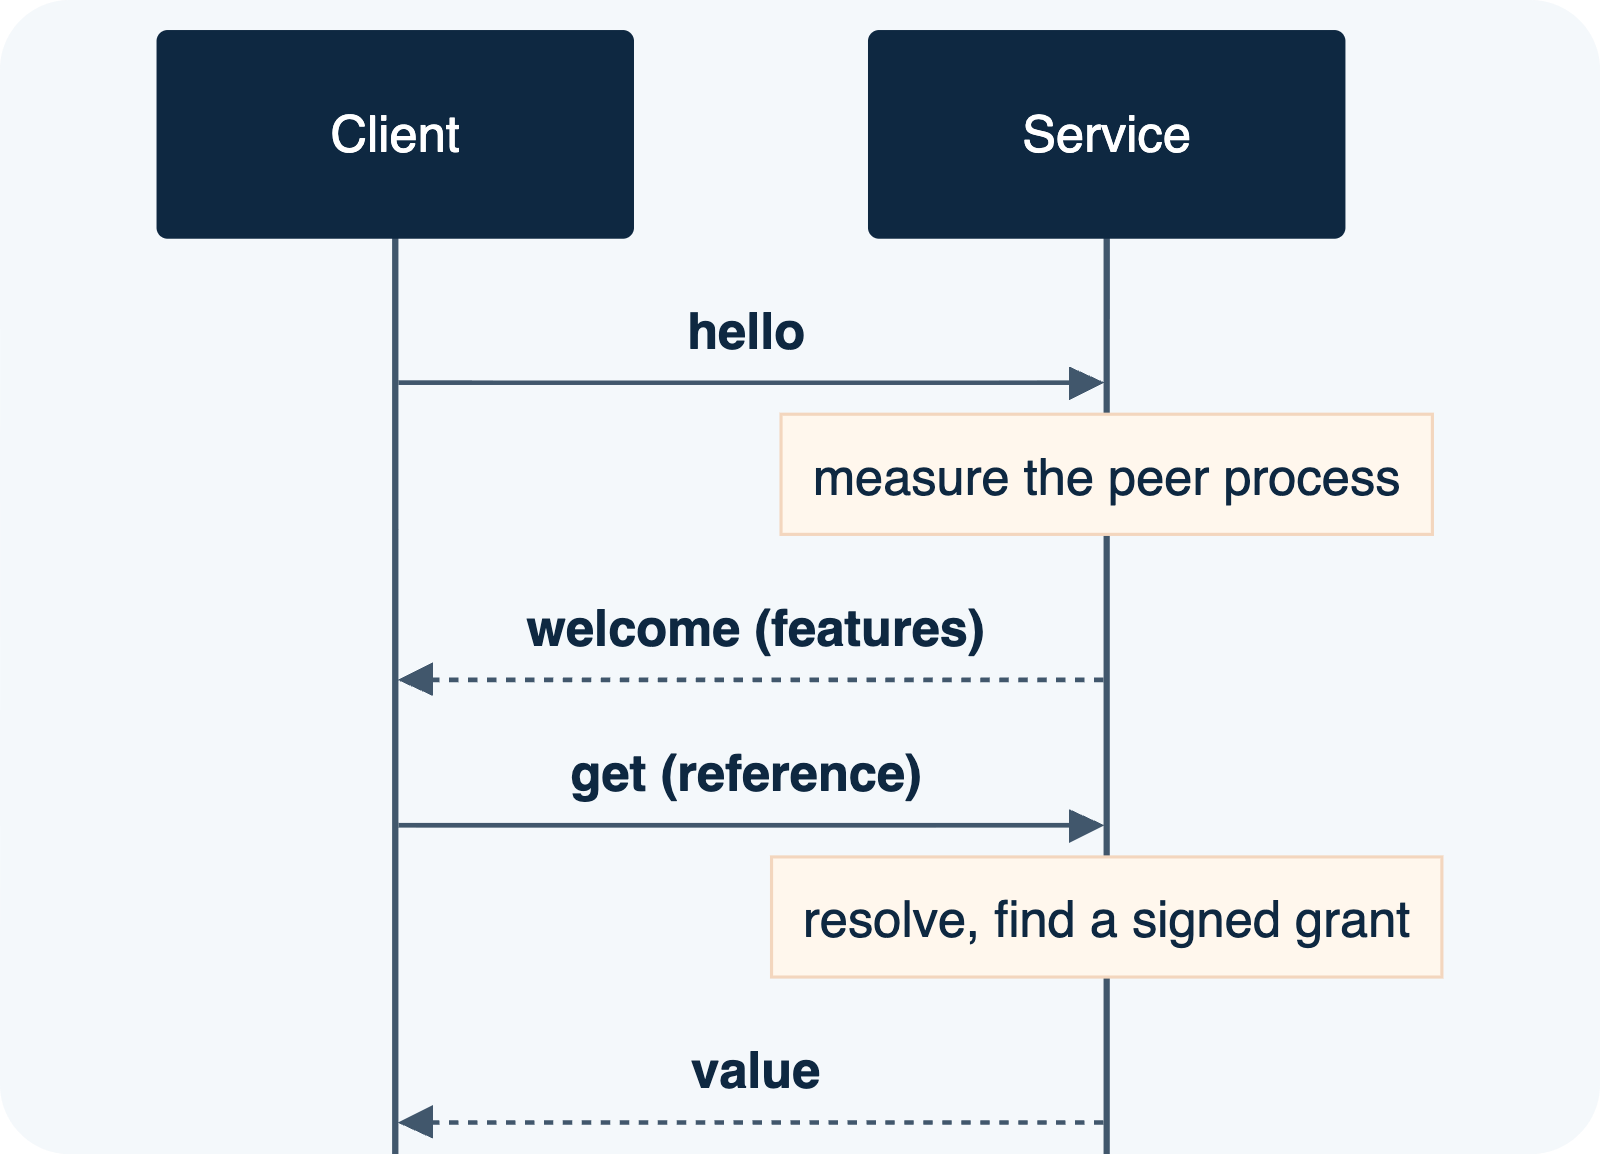 Client
Service
hello
measure the peer process
welcome (features)
get (reference)
resolve, find a signed grant
value